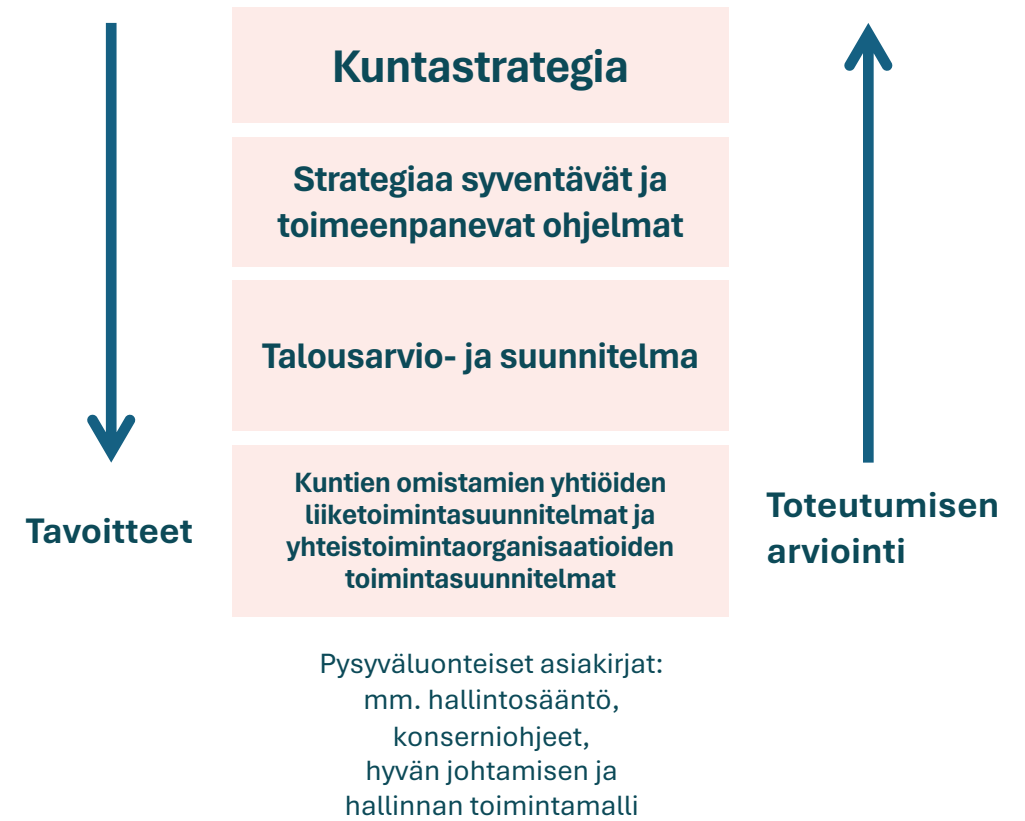 Kuntastrategia
Strategiaa syventävät ja
toimeenpanevat ohjelmat
Talousarvio- ja suunnitelma
Kuntien omistamien yhtiöiden
liiketoimintasuunnitelmat ja
yhteistoimintaorganisaatioiden
toimintasuunnitelmat
Tavoitteet
Toteutumisen
arviointi
Pysyväluonteiset asiakirjat:
mm. hallintosääntö,
konserniohjeet,
hyvän johtamisen ja
hallinnan toimintamalli